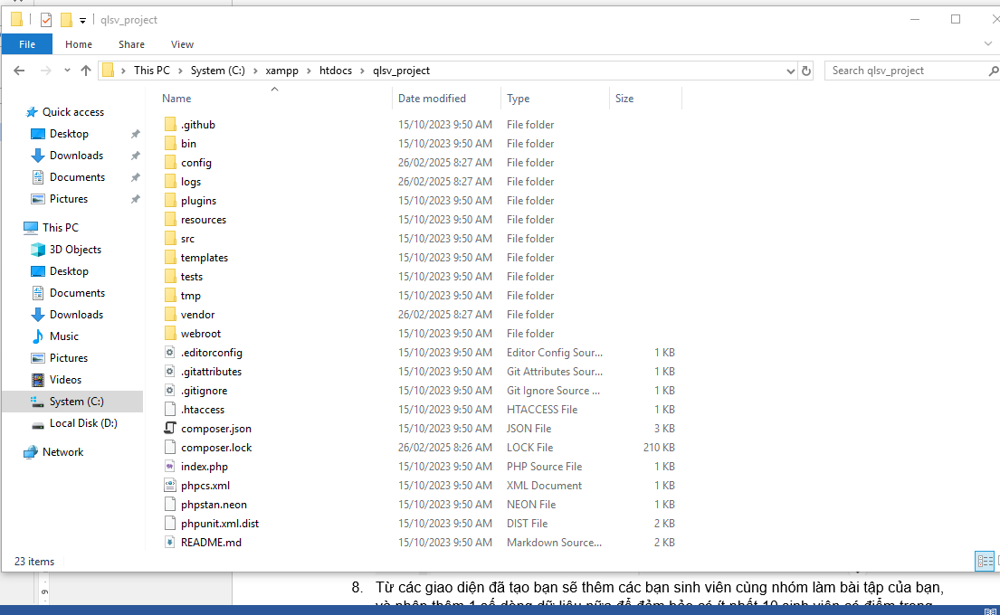 qlsv_project
File Home Share View
This PC System (C:) xampp htdocs qlsv_project
Search qlsv_project
Name Date modified Type Size
Quick access
Desktop
Downloads
Documents
Pictures
This PC
3D Objects
Desktop
Documents
Downloads
Music
Pictures
Videos
System (C:)
Local Disk (D:)
Network
.github 15/10/2023 9:50 AM File folder
bin 15/10/2023 9:50 AM File folder
config 26/02/2025 8:27 AM File folder
logs 26/02/2025 8:27 AM File folder
plugins 15/10/2023 9:50 AM File folder
resources 15/10/2023 9:50 AM File folder
src 15/10/2023 9:50 AM File folder
templates 15/10/2023 9:50 AM File folder
tests 15/10/2023 9:50 AM File folder
tmp 15/10/2023 9:50 AM File folder
vendor 26/02/2025 8:27 AM File folder
webroot 15/10/2023 9:50 AM File folder
.editorconfig 15/10/2023 9:50 AM Editor Config Sour... 1 KB
.gitattributes 15/10/2023 9:50 AM Git Attributes Sour... 1 KB
.gitignore 15/10/2023 9:50 AM Git Ignore Source ... 1 KB
.htaccess 15/10/2023 9:50 AM HTACCESS File 1 KB
composer.json 15/10/2023 9:50 AM JSON File 3 KB
composer.lock 26/02/2025 8:26 AM LOCK File 210 KB
index.php 15/10/2023 9:50 AM PHP Source File 1 KB
phpcs.xml 15/10/2023 9:50 AM XML Document 1 KB
phpstan.neon 15/10/2023 9:50 AM NEON File 1 KB
phpunit.xml.dist 15/10/2023 9:50 AM DIST File 2 KB
README.md 15/10/2023 9:50 AM Markdown Source... 2 KB
23 items
8. Từ các giao diện đã tạo bạn sẽ thêm các bạn sinh viên cùng nhóm làm bài tập của bạn,
và nhập thêm 1 số dòng dữ liệu nữa để đảm bảo có ít nhất 10 sinh viên có điểm trong
9